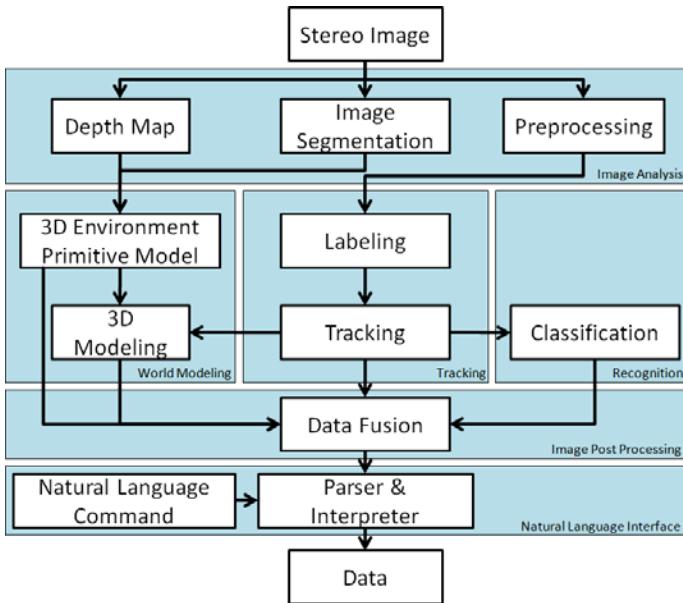 Stereo Image
Depth Map
Image
Segmentation
Preprocessing
Image Analysis
3D Environment
Primitive Model
Labeling
3D
Modeling
Tracking
Classification
World Modeling
Tracking
Recognition
Data Fusion
Image Post Processing
Natural Language
Command
Parser &
Interpreter
Natural Language Interface
Data